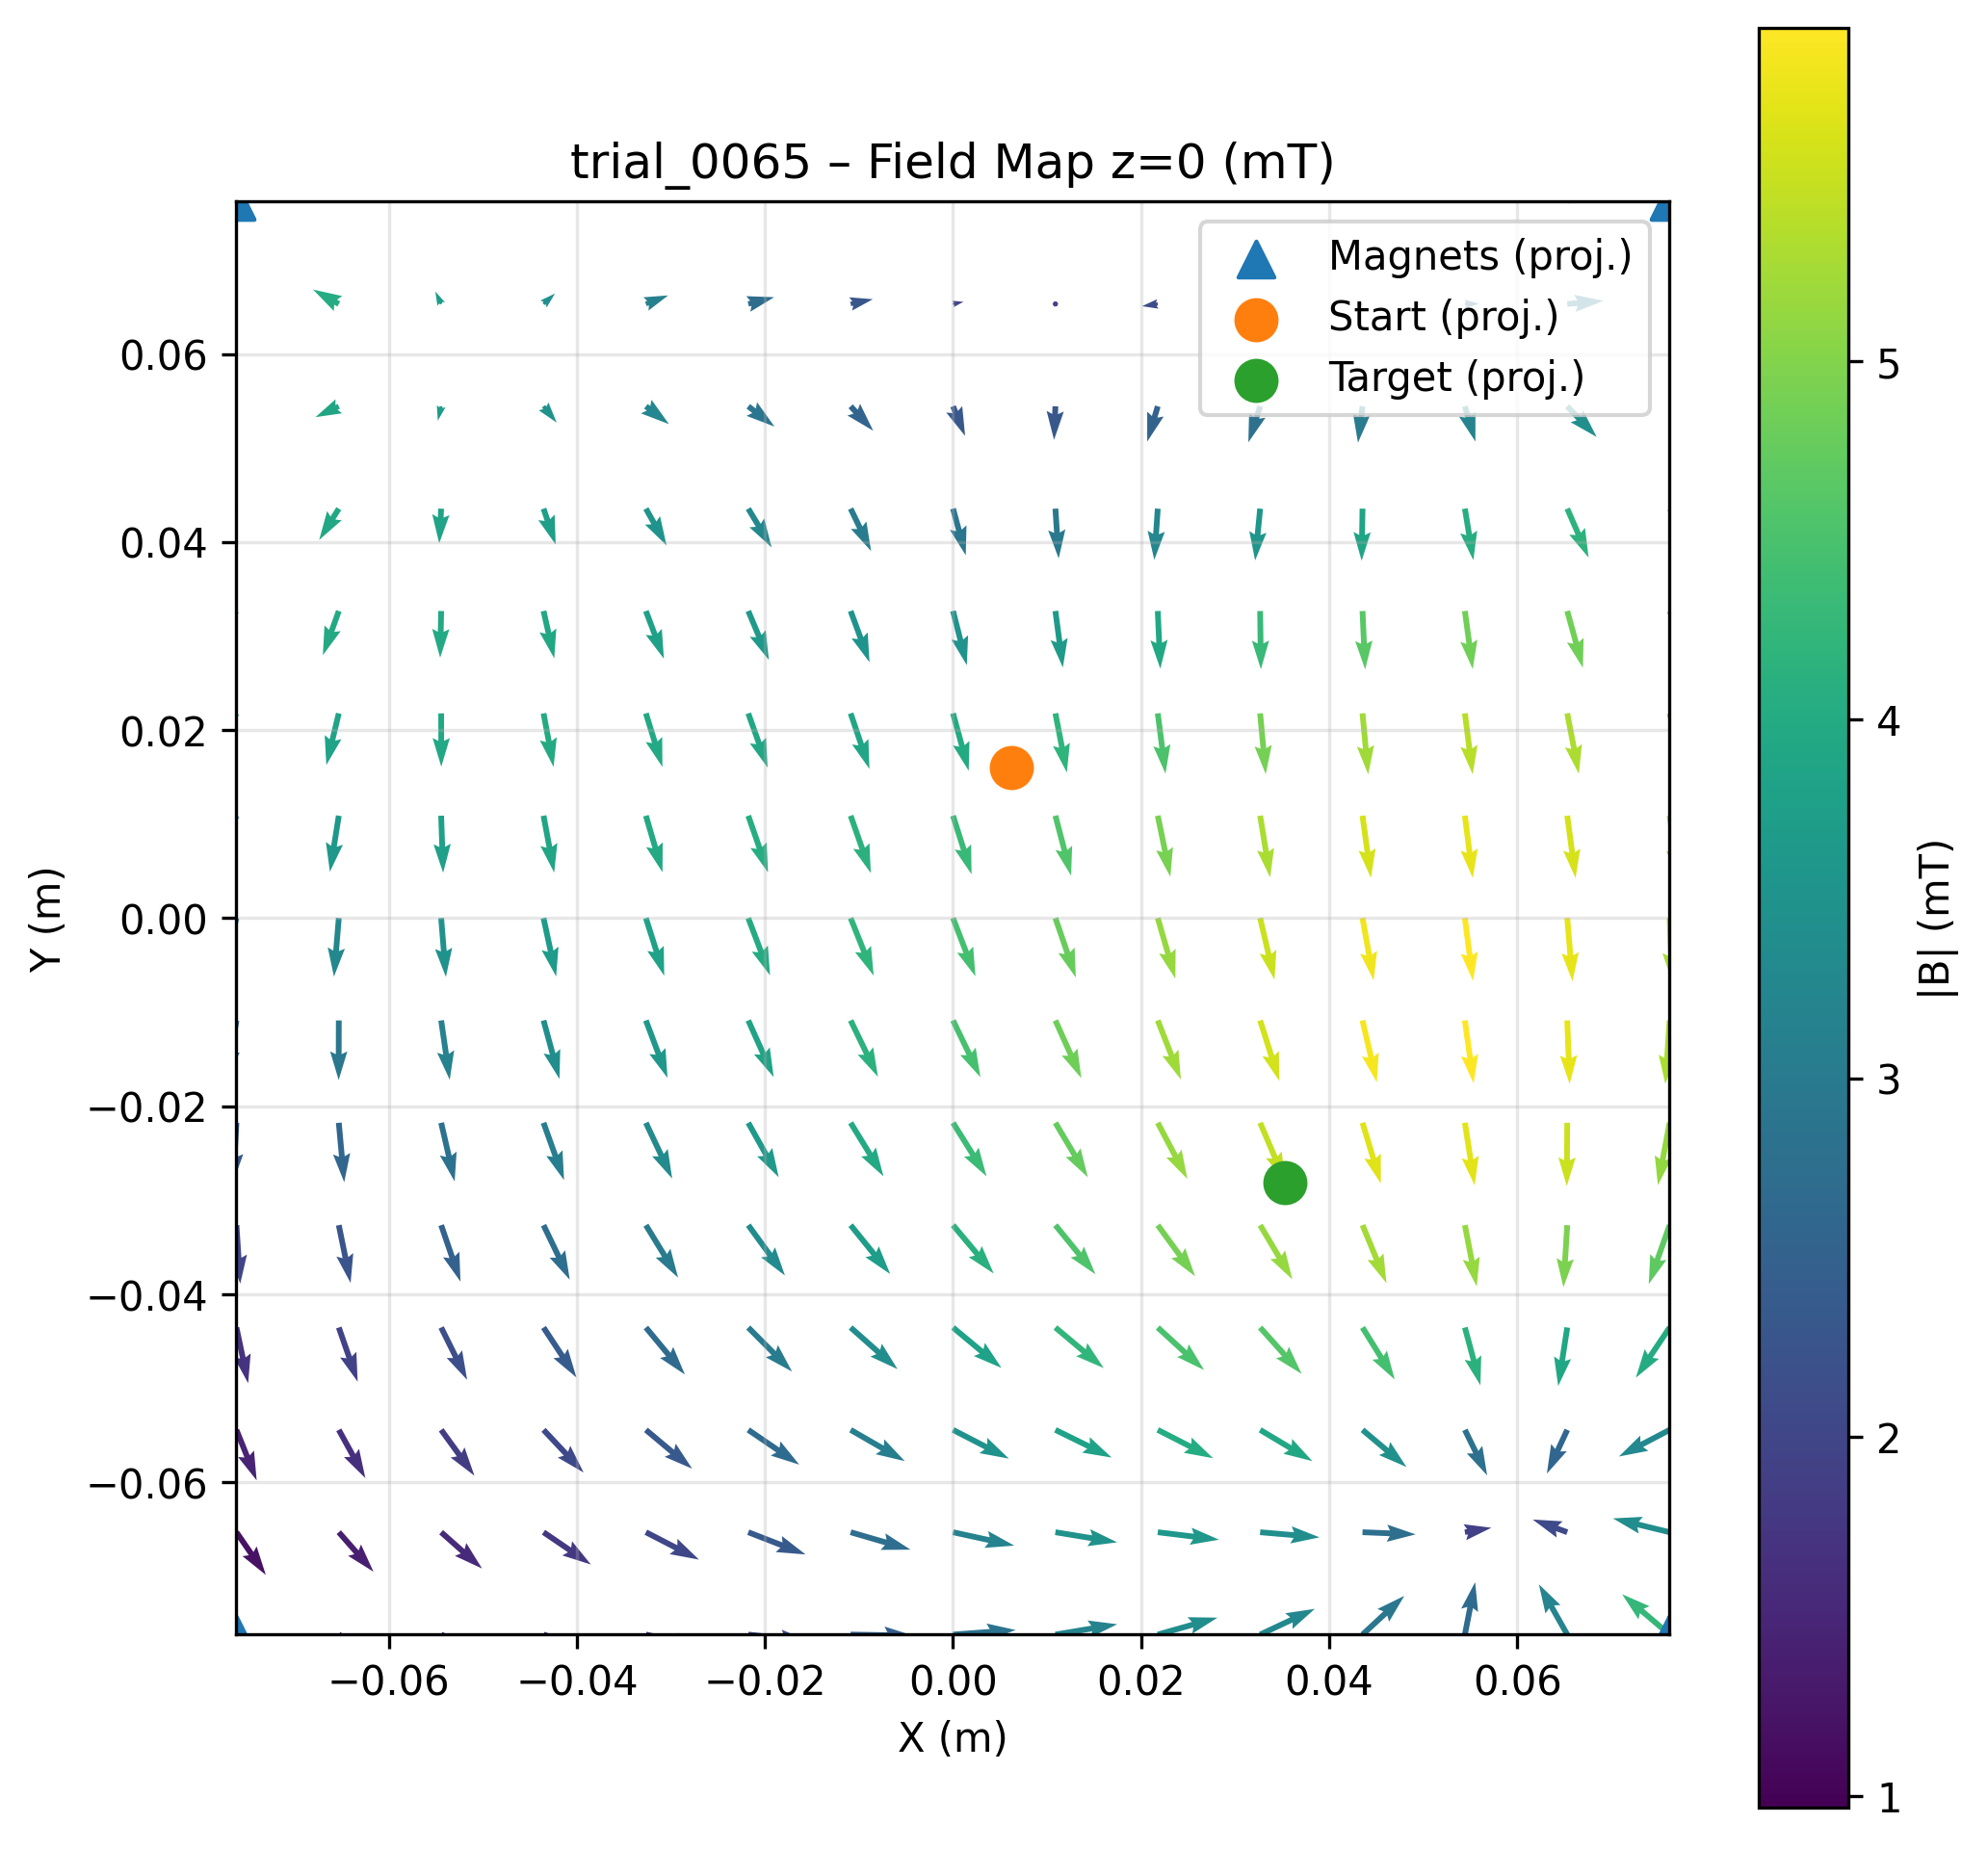 trial_0065 – Field Map z=0 (mT)
Magnets (proj.)
Start (proj.)
Target (proj.)
0.06
0.04
0.02
0.00
−0.02
−0.04
−0.06
Y (m)
−0.06 −0.04 −0.02 0.00 0.02 0.04 0.06
X (m)
5
4
3
2
1
|B| (mT)